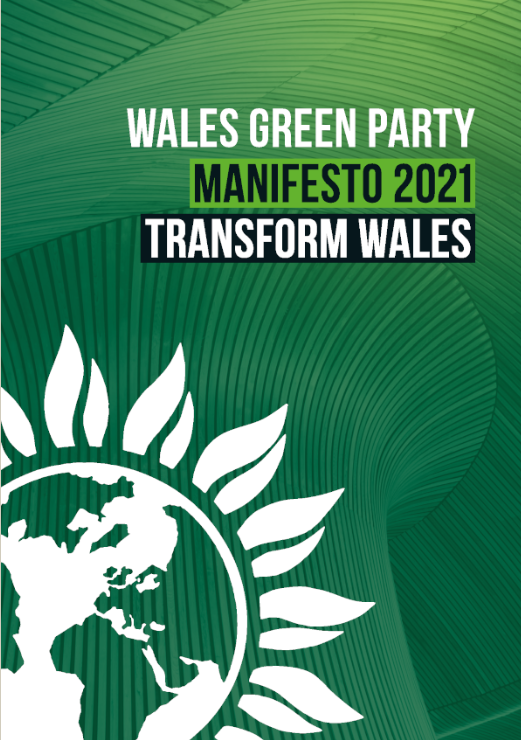 WALES GREEN PARTY
MANIFESTO 2021
TRANSFORM WALES